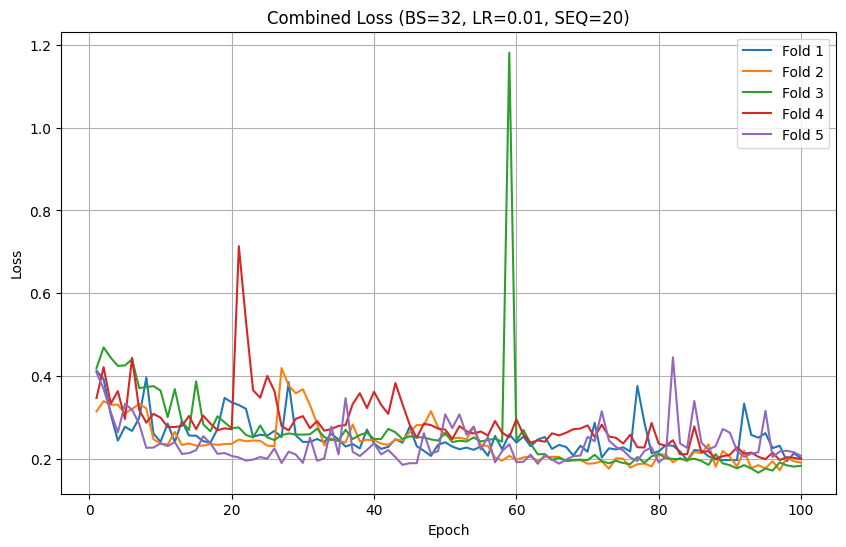 Combined Loss (BS=32, LR=0.01, SEQ=20)
Fold 1
Fold 2
Fold 3
Fold 4
Fold 5
Loss
1.2
1.0
0.8
0.6
0.4
0.2
0 20 40 60 80 100
Epoch